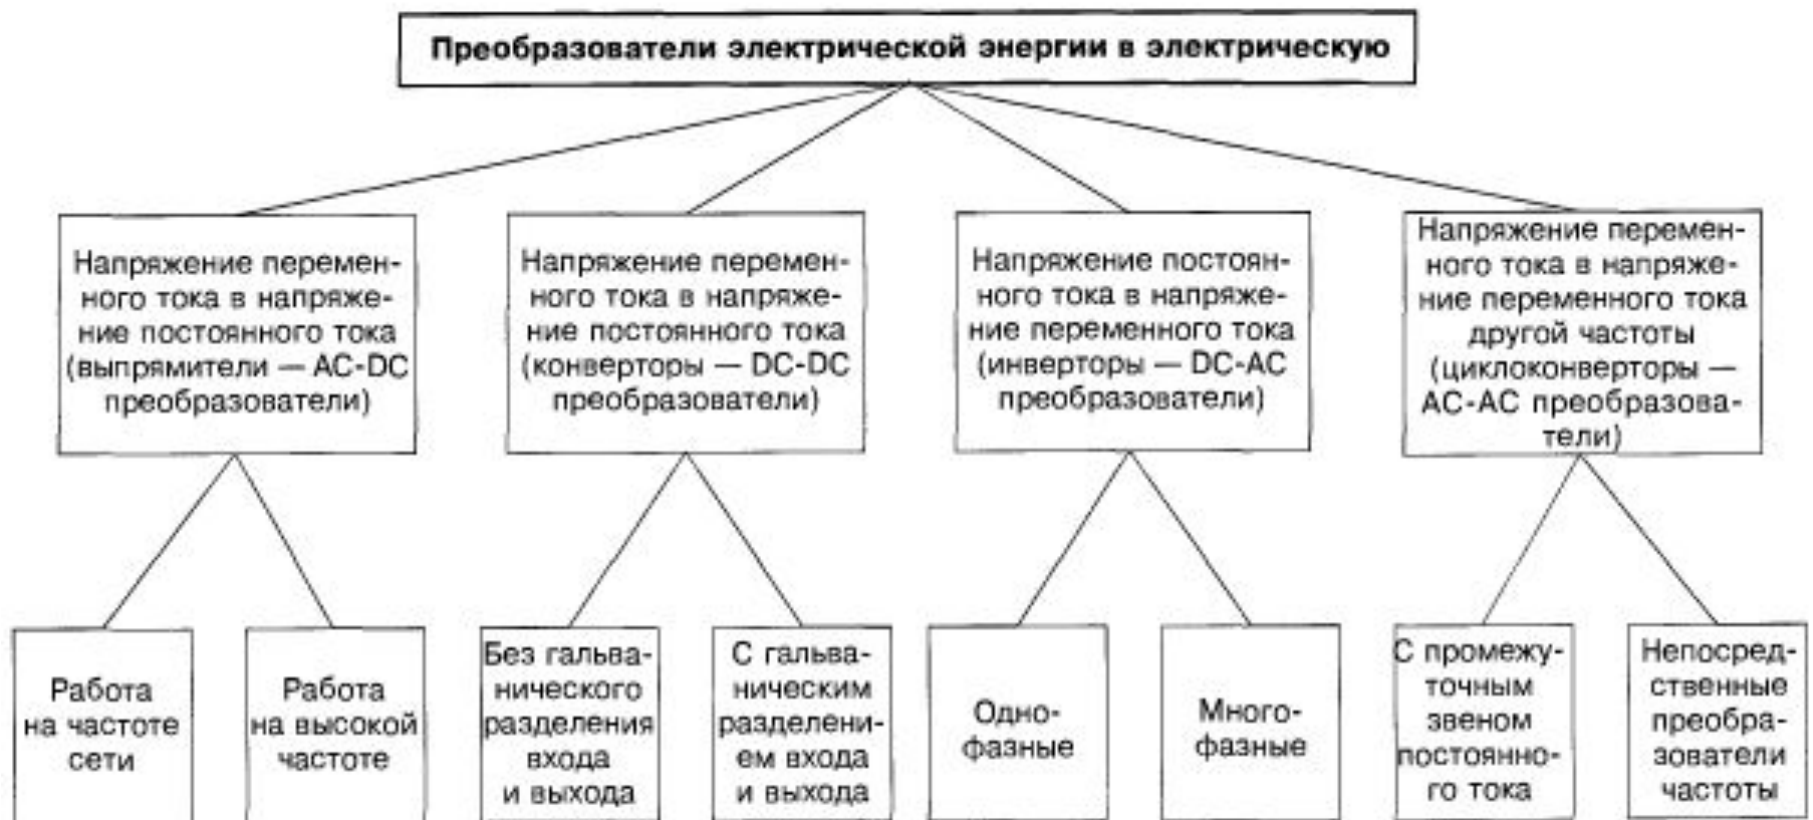 Преобразователи электрической энергии в электрическую
Напряжение перемен-
ного тока в напряже-
ние постоянного тока
(выпрямители — AC-DC
преобразователи)
Напряжение перемен-
ного тока в напряже-
ние постоянного тока
(конверторы — DC-DC
преобразователи)
Напряжение постоян-
ного тока в напряже-
ние переменного тока
(инверторы — DC-AC
преобразователи)
Напряжение перемен-
ного тока в напряже-
ние переменного тока
другой частоты
(циклоконверторы —
AC-AC преобразова-
тели)
Работа
на частоте
сети
Работа
на высокой
частоте
Без гальва-
нического
разделения
входа
и выхода
С гальва-
ническим
разделени-
ем входа
и выхода
Одно-
фазные
Много-
фазные
С промежу-
точным
звеном
постоянно-
го тока
Непосред-
ственные
преобра-
зователи
частоты